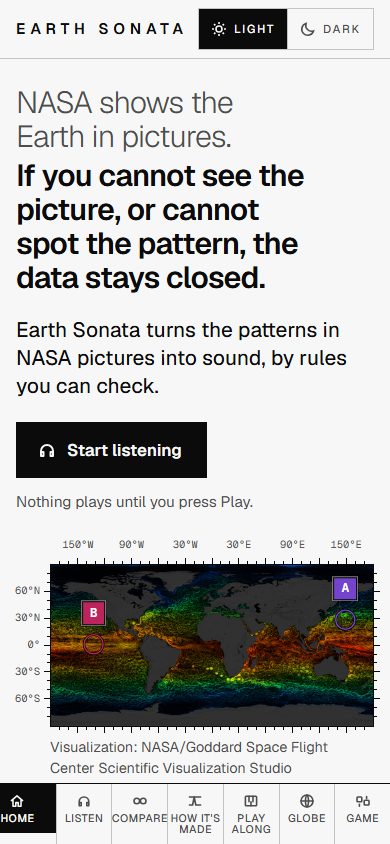 EARTH SONATA
LIGHT
DARK
NASA shows the
Earth in pictures.
If you cannot see the
picture, or cannot
spot the pattern, the
data stays closed.
Earth Sonata turns the patterns in
NASA pictures into sound, by rules
you can check.
Start listening
Nothing plays until you press Play.
150°W 90°W 30°W 30°E 90°E 150°E
60°N
30°N
0°
30°S
60°S
A
B
Visualization: NASA/Goddard Space Flight
Center Scientific Visualization Studio
HOME
LISTEN
COMPARE
HOW IT'S
MADE
PLAY
ALONG
GLOBE
GAME